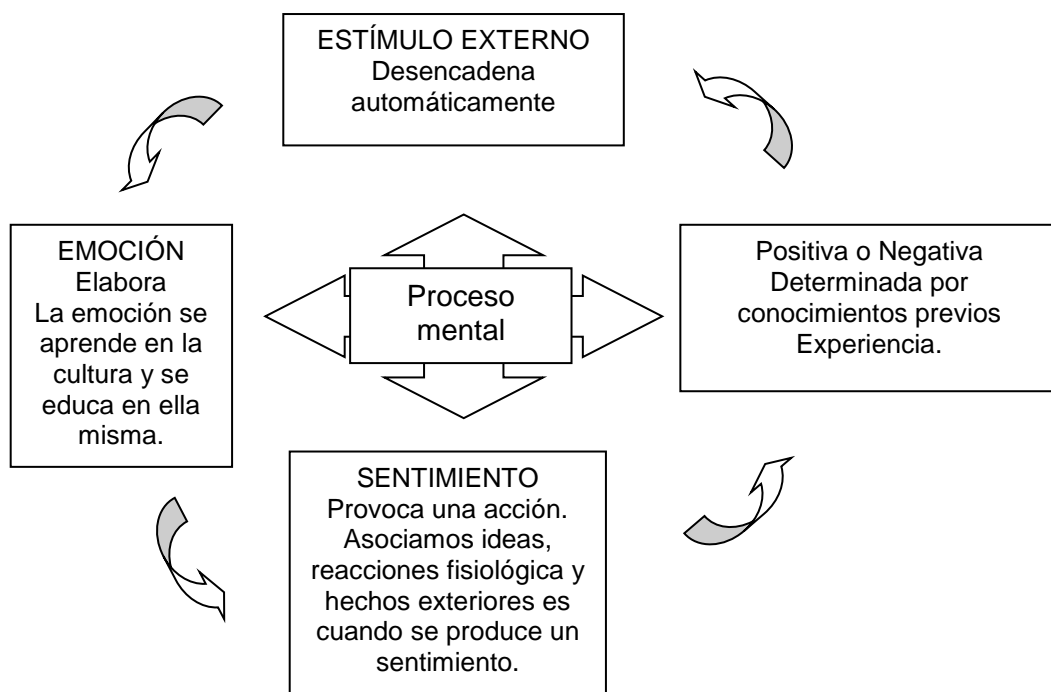 ESTÍMULO EXTERNO
Desencadena
automáticamente
EMOCIÓN
Elabora
La emoción se
aprende en la
cultura y se
educa en ella
misma.
Proceso
mental
Positiva o Negativa
Determinada por
conocimientos previos
Experiencia.
SENTIMIENTO
Provoca una acción.
Asociamos ideas,
reacciones fisiológica y
hechos exteriores es
cuando se produce un
sentimiento.